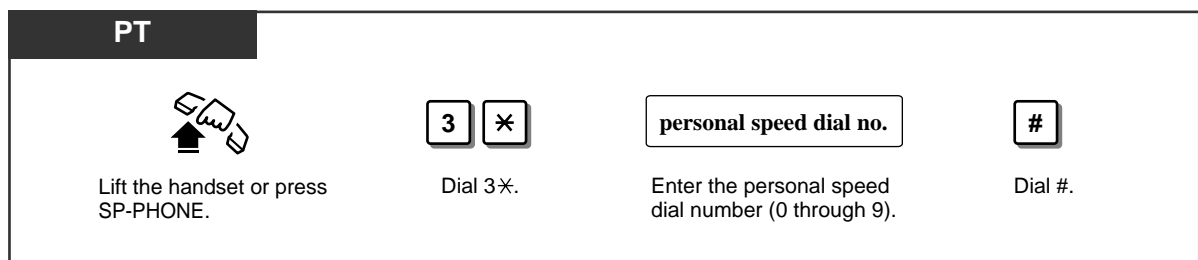 PT
3 ✳
personal speed dial no.
#
Lift the handset or press
SP-PHONE.
Dial 3✳.
Enter the personal speed
dial number (0 through 9).
Dial #.